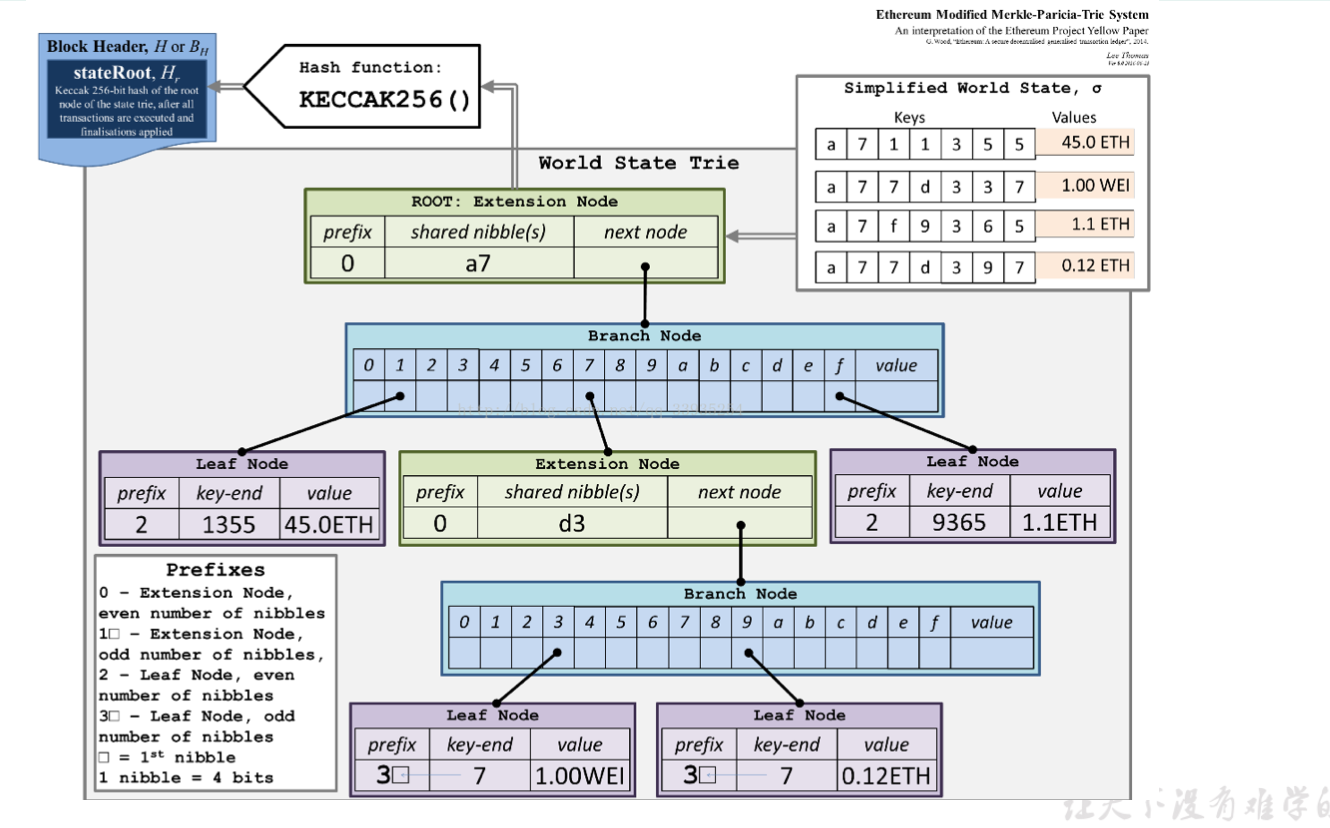 Ethereum Modified Merkle-Paricia-Trie System
An interpretation of the Ethereum Project Yellow Paper
G. Wood, "Ethereum: A secure decentralised generalised transaction ledger", 2014.
Lee Thomas
Block Header, H or B_H
stateRoot, H_r
Keccak 256-bit hash of the root
node of the state trie, after all
transactions are executed and
finalisations applied
Hash function:
KECCAK256()
Simplified World State, σ
Keys Values
a 7 1 1 3 5 5 45.0 ETH
a 7 7 d 3 3 7 1.00 WEI
a 7 f 9 3 6 5 1.1 ETH
a 7 7 d 3 9 7 0.12 ETH
World State Trie
ROOT: Extension Node
prefix shared nibble(s) next node
0 a7
Branch Node
0 1 2 3 4 5 6 7 8 9 a b c d e f value
Leaf Node
prefix key-end value
2 1355 45.0ETH
Extension Node
prefix shared nibble(s) next node
0 d3
Leaf Node
prefix key-end value
2 9365 1.1ETH
Branch Node
0 1 2 3 4 5 6 7 8 9 a b c d e f value
Leaf Node
prefix key-end value
3□ 7 1.00WEI
Leaf Node
prefix key-end value
3□ 7 0.12ETH
Prefixes
0 - Extension Node,
even number of nibbles
1□ - Extension Node,
odd number of nibbles,
2 - Leaf Node, even
number of nibbles
3□ - Leaf Node, odd
number of nibbles
□ = 1st nibble
1 nibble = 4 bits
让天下没有难学的